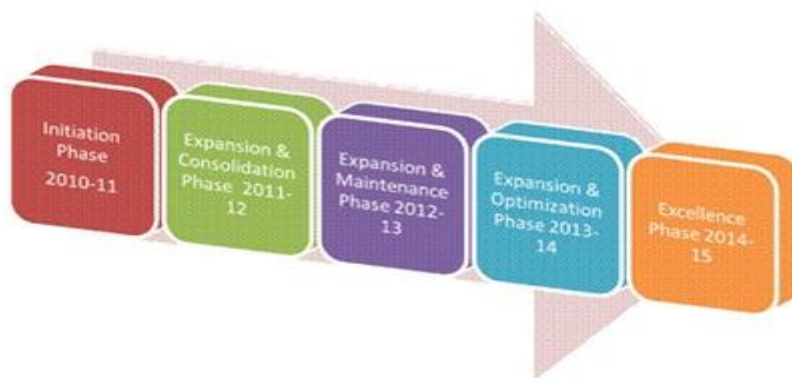 Initiation
Phase
2010-11
Expansion &
Consolidation
Phase 2011-
12
Expansion &
Maintenance
Phase 2012-
13
Expansion &
Optimization
Phase 2013-
14
Excellence
Phase 2014-
15